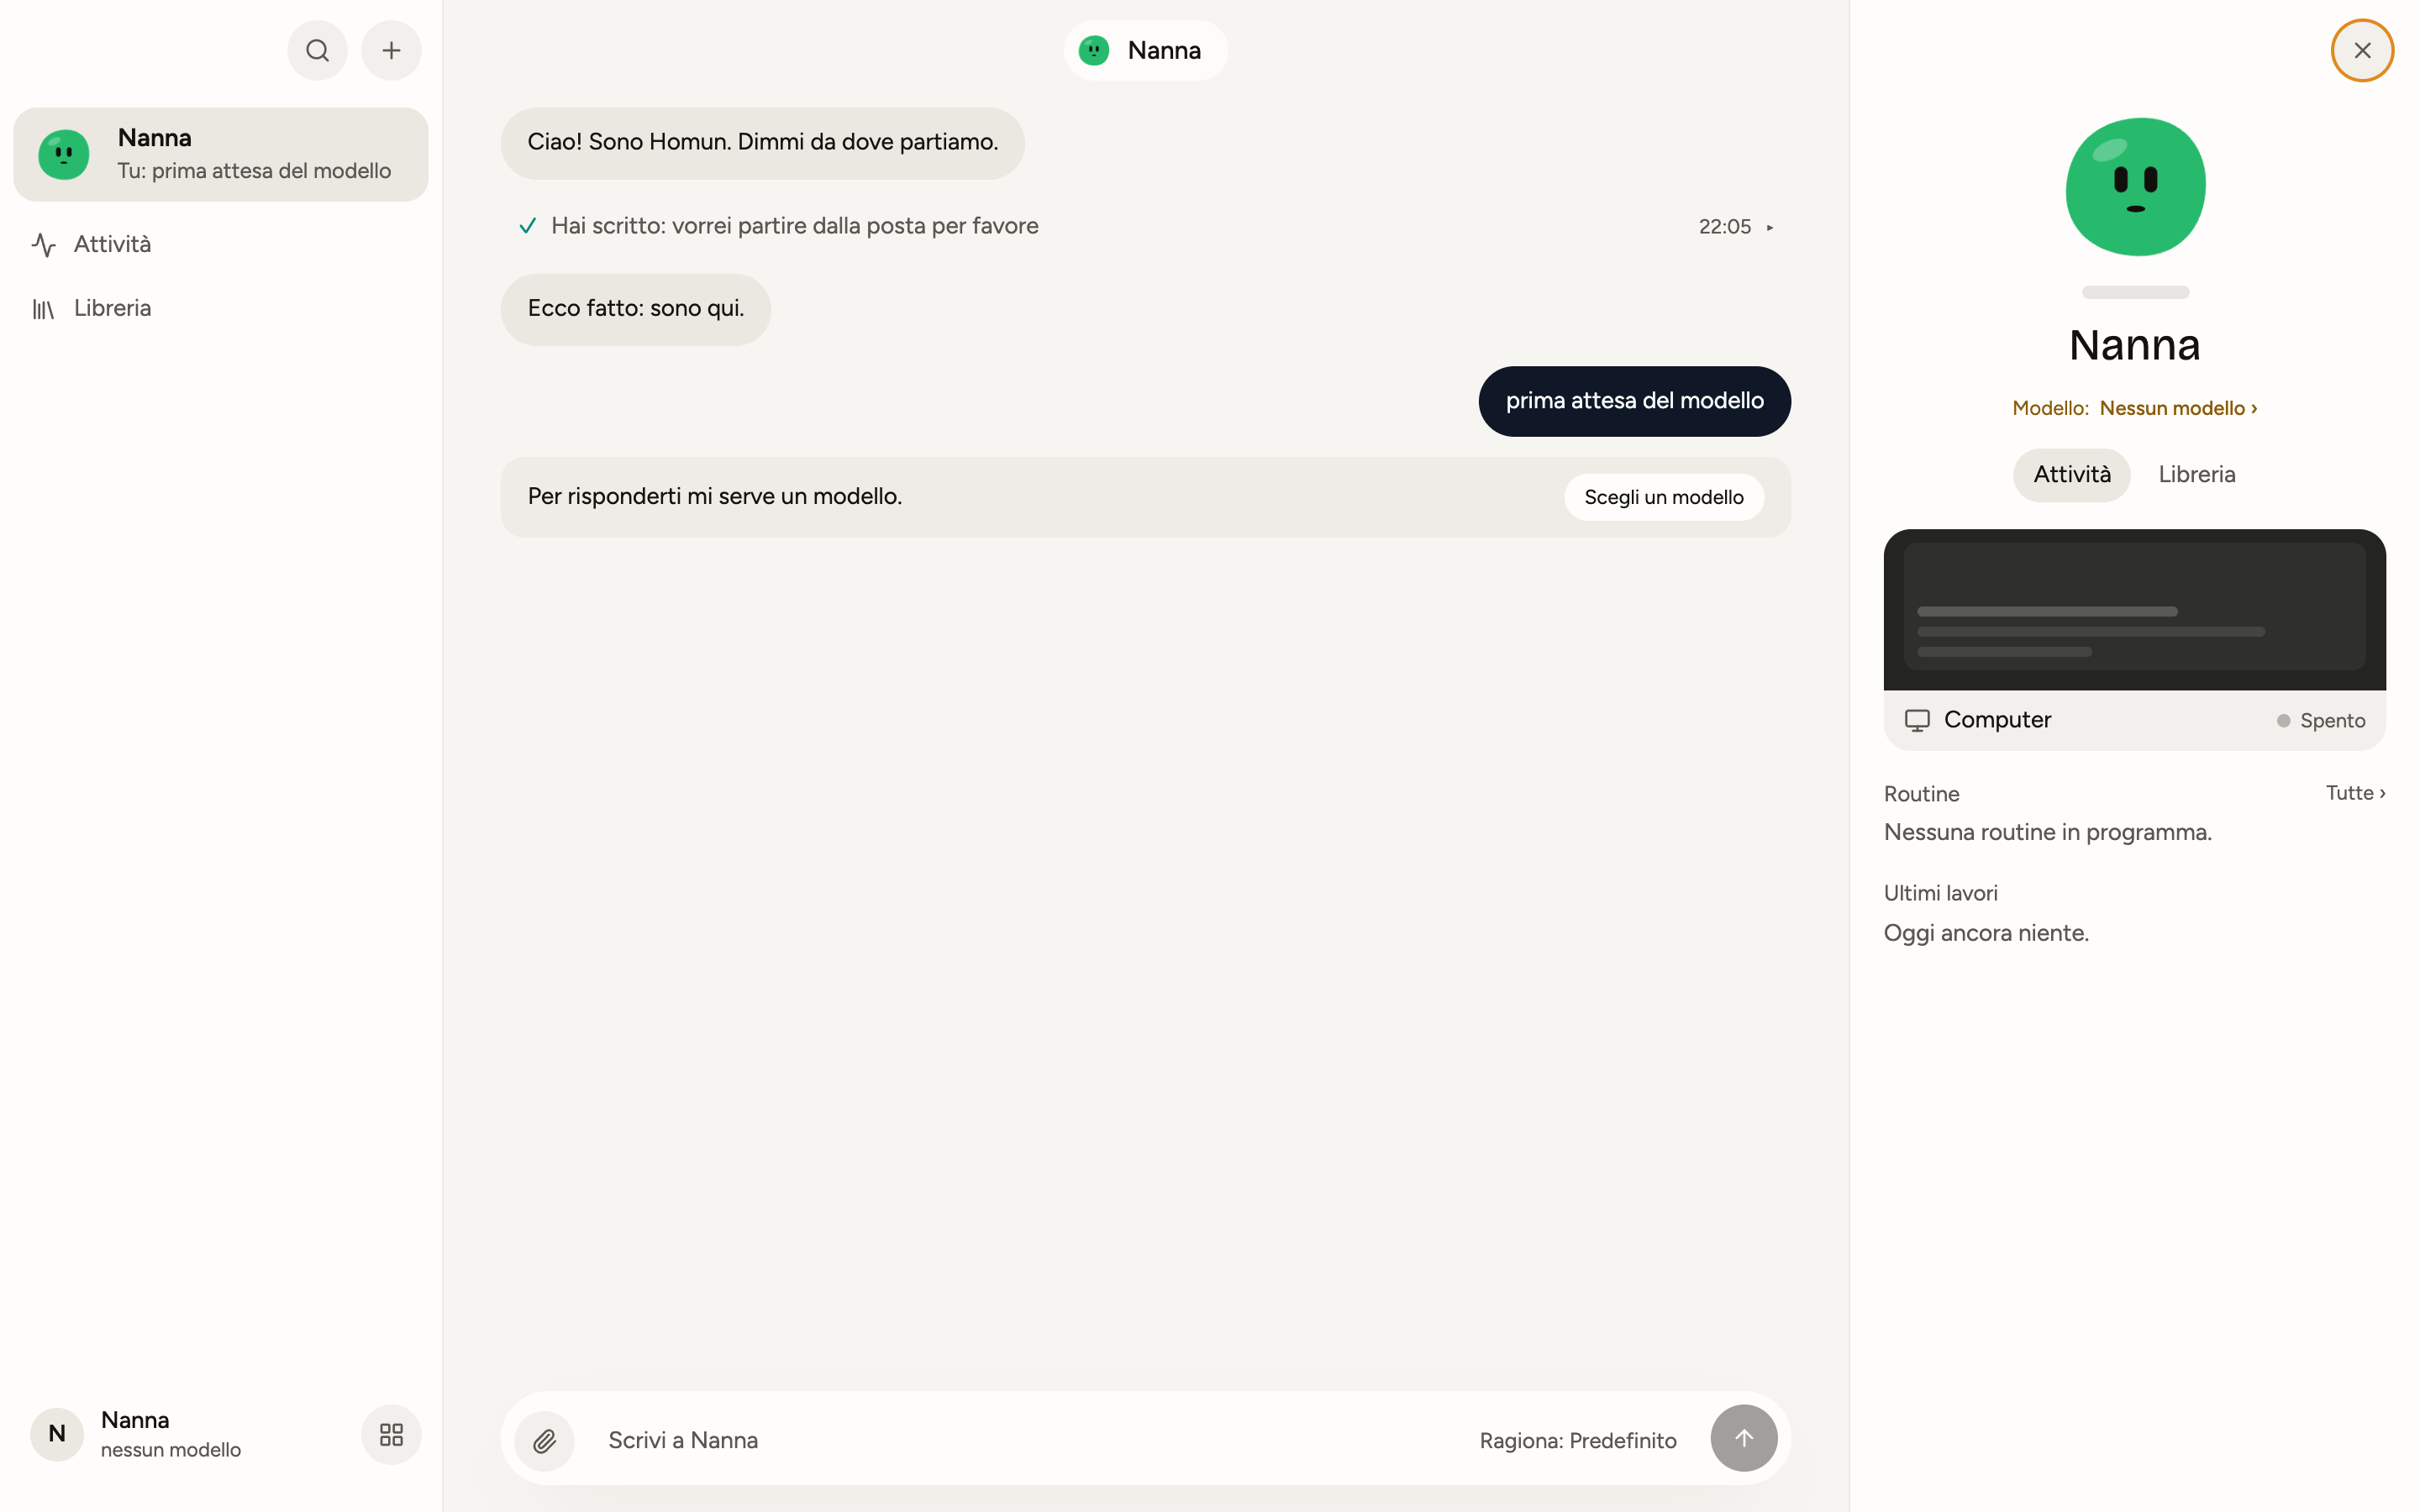 Nanna
Tu: prima attesa del modello
Attività
Libreria
N
Nanna
nessun modello
Nanna
Ciao! Sono Homun. Dimmi da dove partiamo.
Hai scritto: vorrei partire dalla posta per favore 22:05
Ecco fatto: sono qui.
prima attesa del modello
Per risponderti mi serve un modello. Scegli un modello
Scrivi a Nanna Ragiona: Predefinito
Nanna
Modello: Nessun modello ›
Attività Libreria
Computer Spento
Routine Tutte ›
Nessuna routine in programma.
Ultimi lavori
Oggi ancora niente.